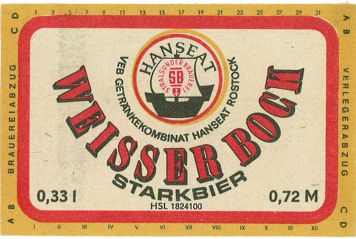 C D 1 3 5 7 9 11 13 15 17 19 21 23 25 27 29 31 A B
BRAUEREIABZUG
VERLEGERABZUG
HANSEAT
STRALSUNDER BRAUEREI
SB
VEB GETRÄNKEKOMBINAT HANSEAT ROSTOCK
WEISSER BOCK
STARKBIER
0,33 l
HSL 1824100
0,72 M
A B I II III IV V VI VII VIII IX X XI XII C D